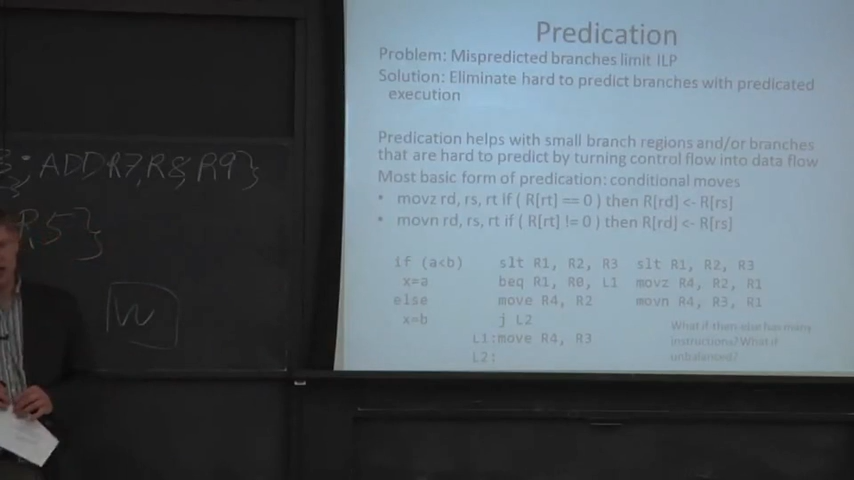 Predication
Problem: Mispredicted branches limit ILP
Solution: Eliminate hard to predict branches with predicated
execution
Predication helps with small branch regions and/or branches
that are hard to predict by turning control flow into data flow
Most basic form of predication: conditional moves
• movz rd, rs, rt if ( R[rt] == 0 ) then R[rd] <- R[rs]
• movn rd, rs, rt if ( R[rt] != 0 ) then R[rd] <- R[rs]
if (a<b)
x=a
else
x=b
slt R1, R2, R3
beq R1, R0, L1
move R4, R2
j L2
L1:move R4, R3
L2:
slt R1, R2, R3
movz R4, R2, R1
movn R4, R3, R1
What if then else has many
instructions? What if
unbalanced?
; ADD R7, R8, R9}
R5}
W